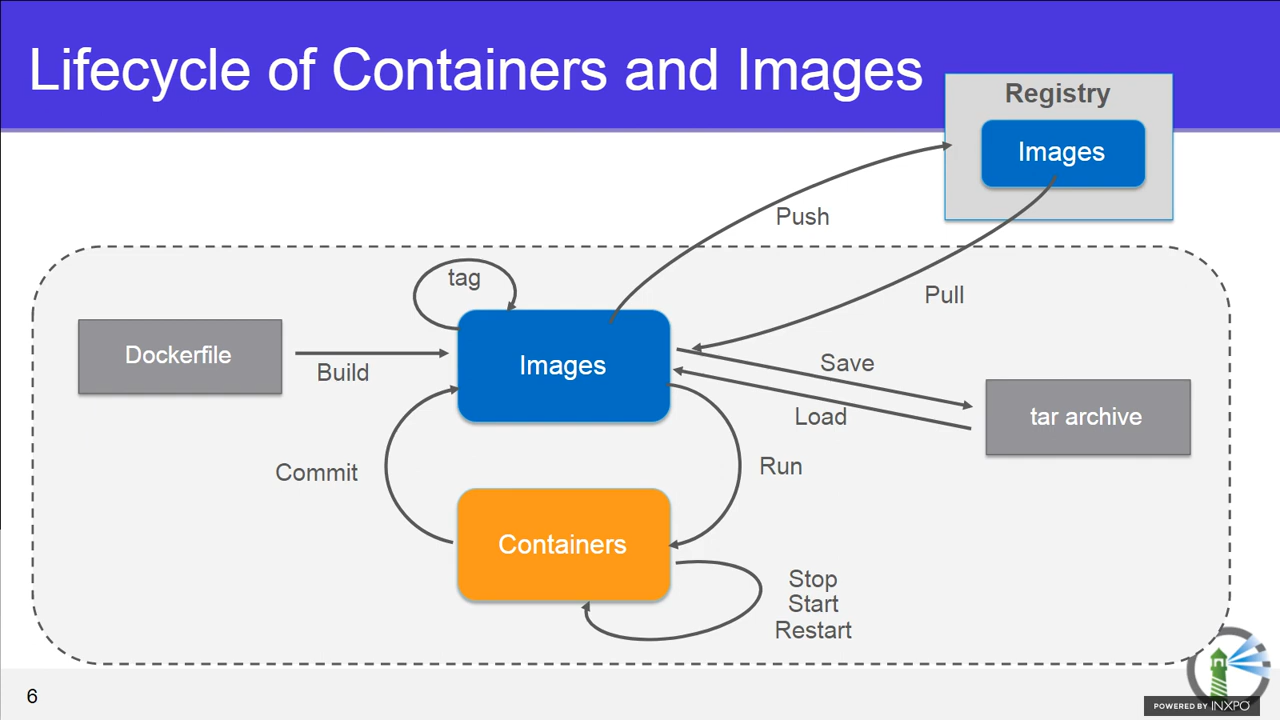 Lifecycle of Containers and Images
Registry
Images
Push
Pull
tag
Dockerfile
Build
Images
Save
Load
tar archive
Commit
Run
Containers
Stop
Start
Restart
6
POWERED BY INXPO